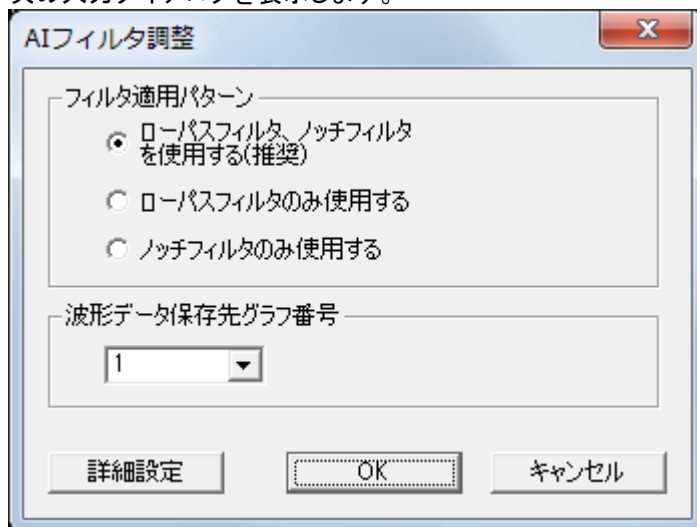 次の入力ダイアログを表示します。
AIフィルタ調整
フィルタ適用パターン
ローパスフィルタ、ノッチフィルタ
を使用する(推奨)
ローパスフィルタのみ使用する
ノッチフィルタのみ使用する
波形データ保存先グラフ番号
1
詳細設定
OK
キャンセル